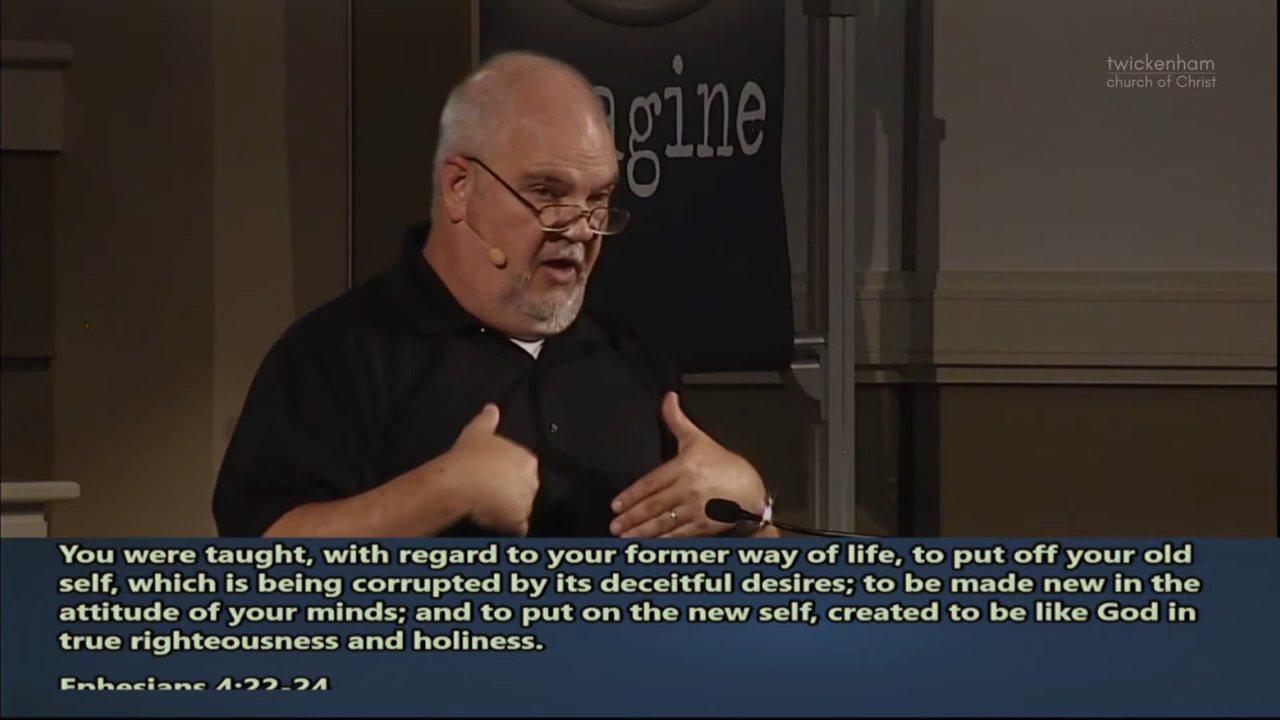 twickenham
church of Christ
agine
You were taught, with regard to your former way of life, to put off your old
self, which is being corrupted by its deceitful desires; to be made new in the
attitude of your minds; and to put on the new self, created to be like God in
true righteousness and holiness.
Ephesians 4:22-24